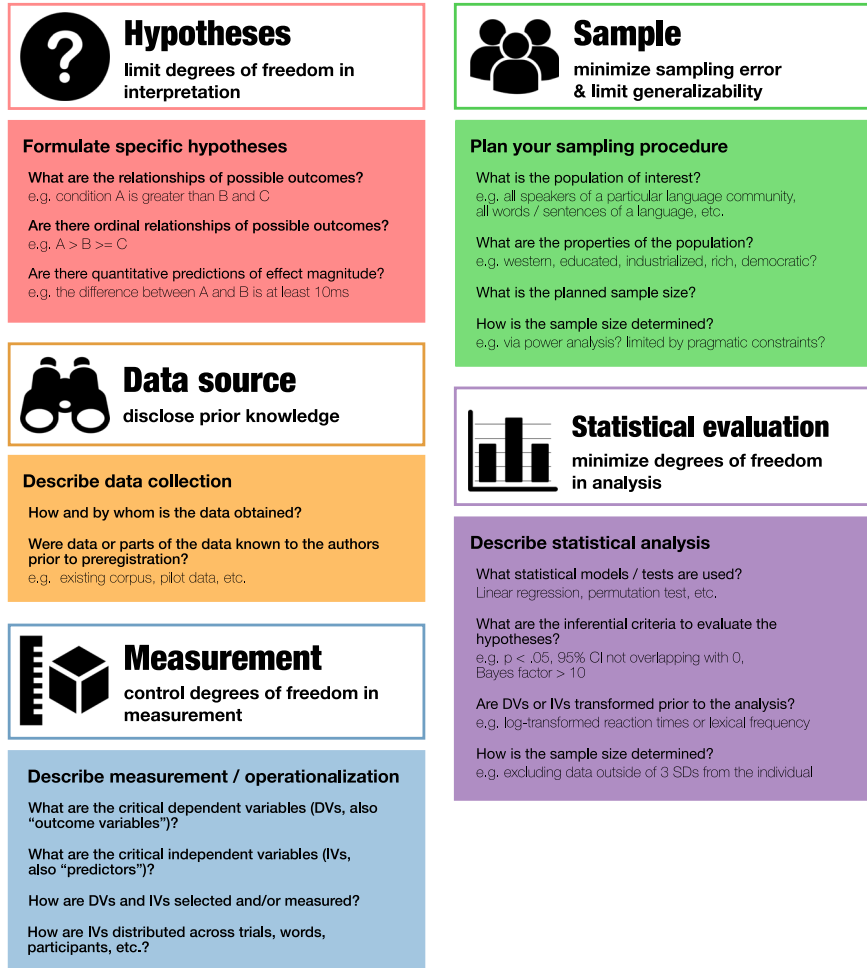 Hypotheses
limit degrees of freedom in
interpretation
Formulate specific hypotheses
What are the relationships of possible outcomes?
e.g. condition A is greater than B and C
Are there ordinal relationships of possible outcomes?
e.g. A > B >= C
Are there quantitative predictions of effect magnitude?
e.g. the difference between A and B is at least 10ms
Data source
disclose prior knowledge
Describe data collection
How and by whom is the data obtained?
Were data or parts of the data known to the authors
prior to preregistration?
e.g. existing corpus, pilot data, etc.
Measurement
control degrees of freedom in
measurement
Describe measurement / operationalization
What are the critical dependent variables (DVs, also
“outcome variables”)?
What are the critical independent variables (IVs,
also “predictors”)?
How are DVs and IVs selected and/or measured?
How are IVs distributed across trials, words,
participants, etc.?
Sample
minimize sampling error
& limit generalizability
Plan your sampling procedure
What is the population of interest?
e.g. all speakers of a particular language community,
all words / sentences of a language, etc.
What are the properties of the population?
e.g. western, educated, industrialized, rich, democratic?
What is the planned sample size?
How is the sample size determined?
e.g. via power analysis? limited by pragmatic constraints?
Statistical evaluation
minimize degrees of freedom
in analysis
Describe statistical analysis
What statistical models / tests are used?
Linear regression, permutation test, etc.
What are the inferential criteria to evaluate the
hypotheses?
e.g. p < .05, 95% CI not overlapping with 0,
Bayes factor > 10
Are DVs or IVs transformed prior to the analysis?
e.g. log-transformed reaction times or lexical frequency
How is the sample size determined?
e.g. excluding data outside of 3 SDs from the individual